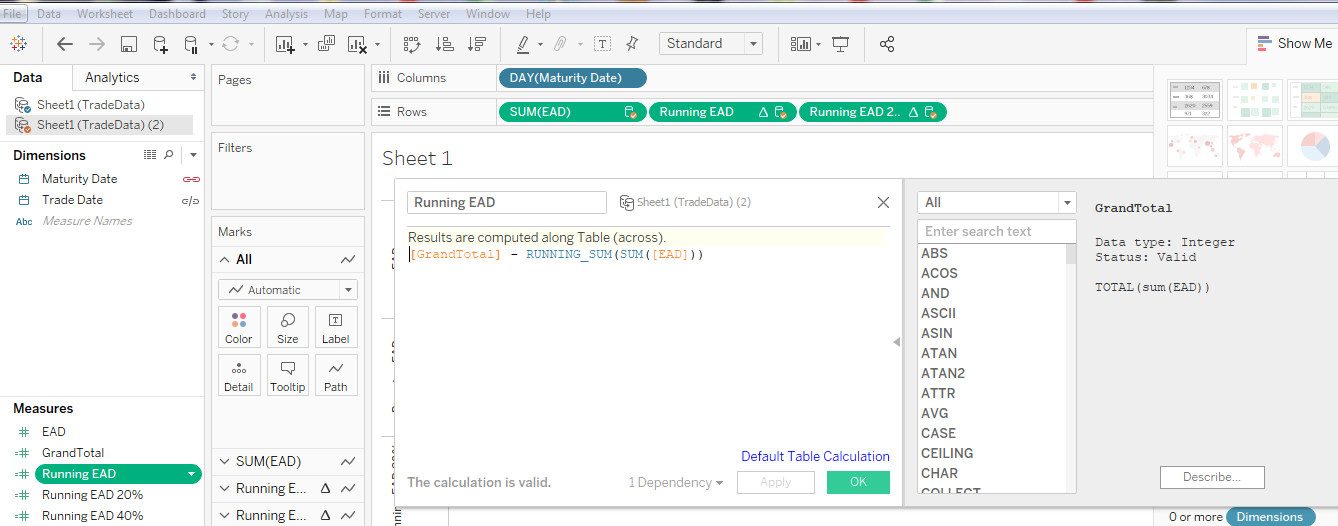 File Data Worksheet Dashboard Story Analysis Map Format Server Window Help
Standard
Show Me
Data Analytics
Sheet1 (TradeData)
Sheet1 (TradeData) (2)
Dimensions
Maturity Date
Trade Date
Abc Measure Names
Measures
EAD
GrandTotal
Running EAD
Running EAD 20%
Running EAD 40%
Pages
Filters
Marks
All
Automatic
Color Size Label
Detail Tooltip Path
SUM(EAD)
Running E...
Running E...
Columns DAY(Maturity Date)
Rows SUM(EAD) Running EAD Running EAD 2..
Sheet 1
Running EAD Sheet1 (TradeData) (2)
Results are computed along Table (across).
[GrandTotal] - RUNNING_SUM(SUM([EAD]))
Default Table Calculation
The calculation is valid. 1 Dependency Apply OK
All
Enter search text
ABS
ACOS
AND
ASCII
ASIN
ATAN
ATAN2
ATTR
AVG
CASE
CEILING
CHAR
COLLECT
GrandTotal
Data type: Integer
Status: Valid
TOTAL(sum(EAD))
Describe...
0 or more Dimensions